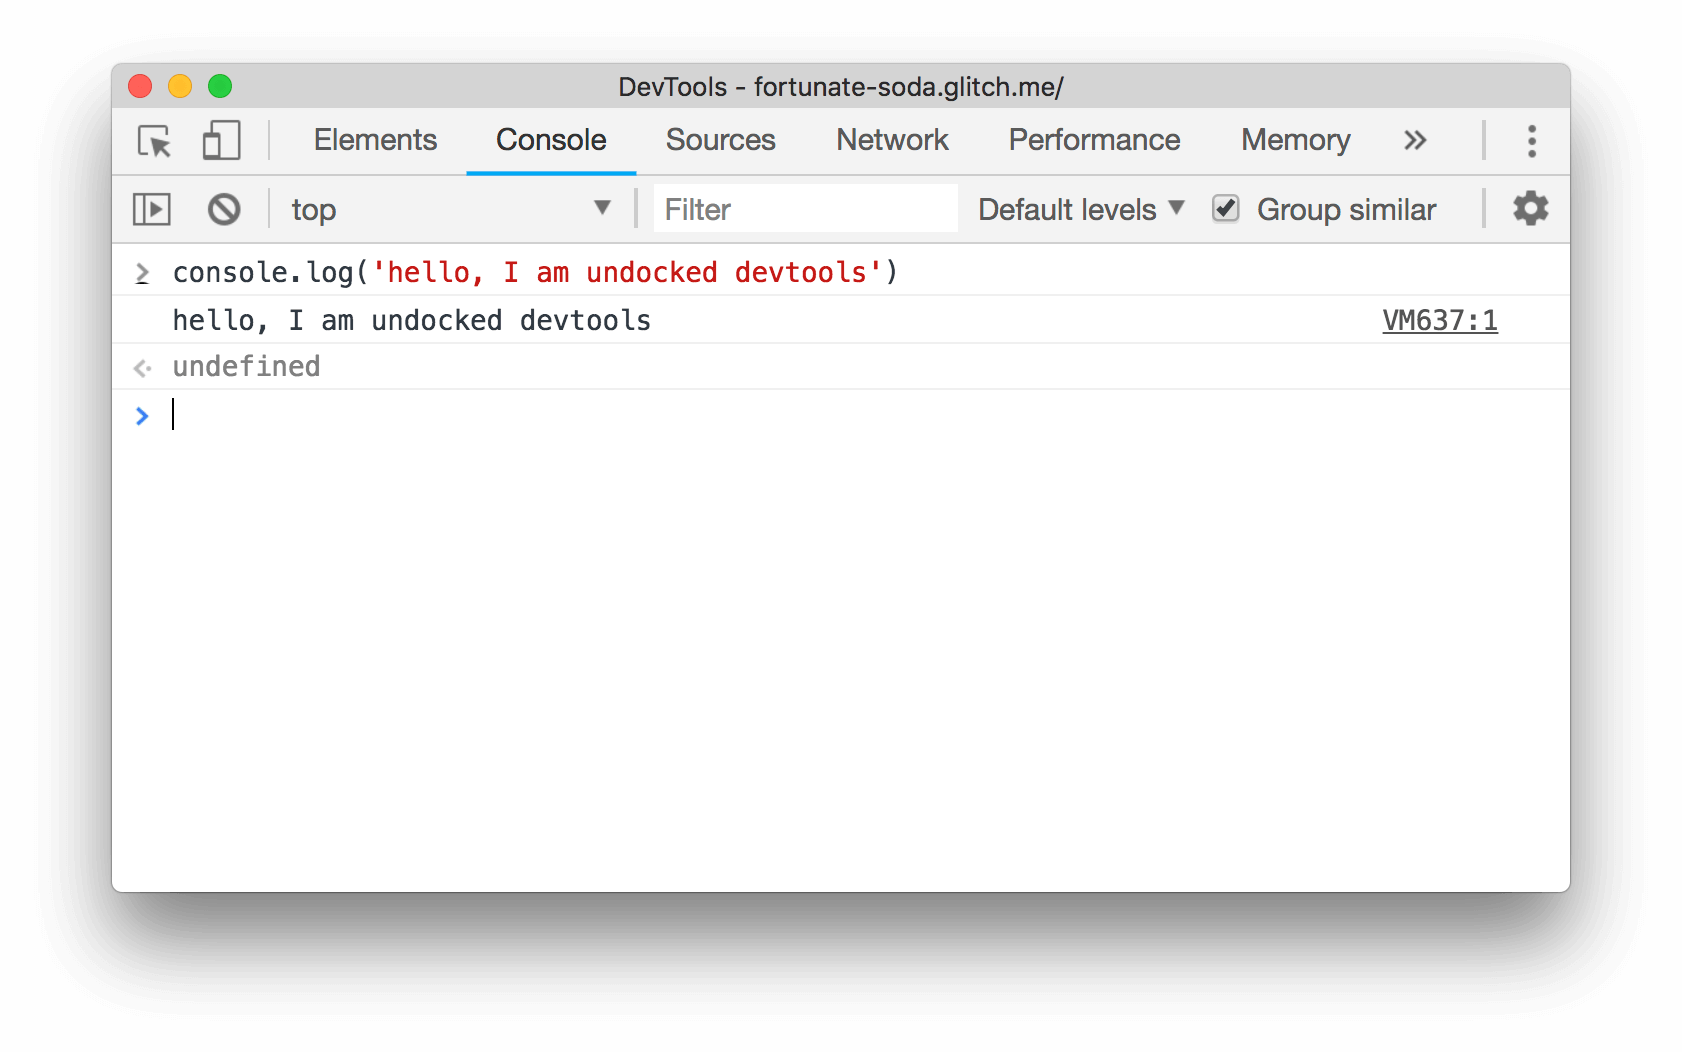 DevTools - fortunate-soda.glitch.me/
Elements Console Sources Network Performance Memory
top Filter Default levels Group similar
console.log('hello, I am undocked devtools')
hello, I am undocked devtools VM637:1
undefined